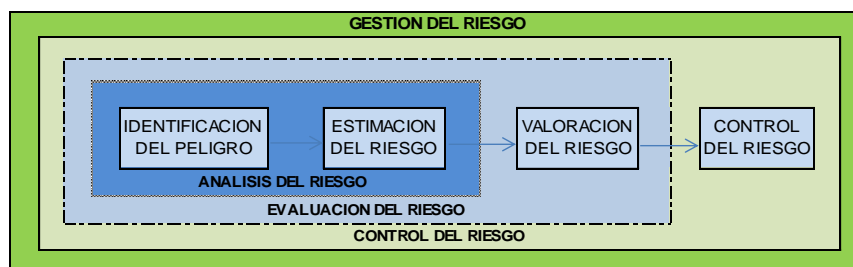 GESTION DEL RIESGO
IDENTIFICACION
DEL PELIGRO
ESTIMACION
DEL RIESGO
VALORACION
DEL RIESGO
CONTROL
DEL RIESGO
ANALISIS DEL RIESGO
EVALUACION DEL RIESGO
CONTROL DEL RIESGO